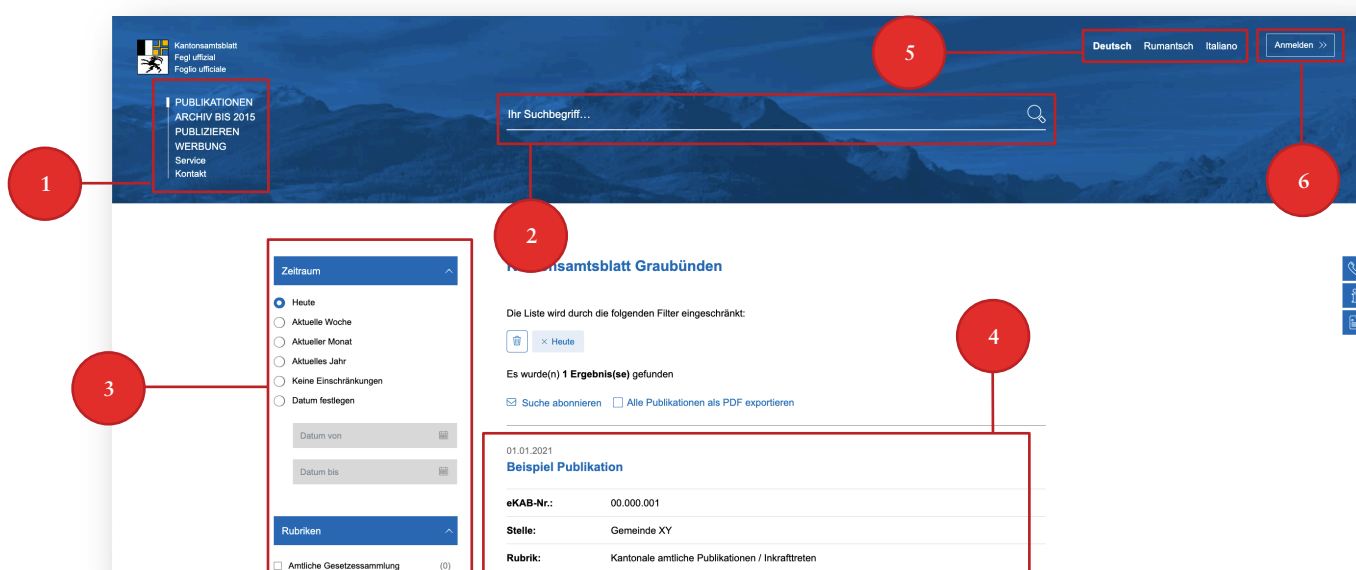 Kantonsamtsblatt
Fegl uffizial
Foglio ufficiale
5
Deutsch Rumantsch Italiano
Anmelden
PUBLIKATIONEN
ARCHIV BIS 2015
PUBLIZIEREN
WERBUNG
Service
Kontakt
Ihr Suchbegriff...
1
6
2
Zeitraum
Heute
Aktuelle Woche
Aktueller Monat
Aktuelles Jahr
Keine Einschränkungen
Datum festlegen
Datum von
Datum bis
3
Rubriken
Amtliche Gesetzessammlung (0)
Kantonsamtsblatt Graubünden
Die Liste wird durch die folgenden Filter eingeschränkt:
× Heute
4
Es wurde(n) 1 Ergebnis(se) gefunden
Suche abonnieren Alle Publikationen als PDF exportieren
01.01.2021
Beispiel Publikation
eKAB-Nr.: 00.000.001
Stelle: Gemeinde XY
Rubrik: Kantonale amtliche Publikationen / Inkrafttreten